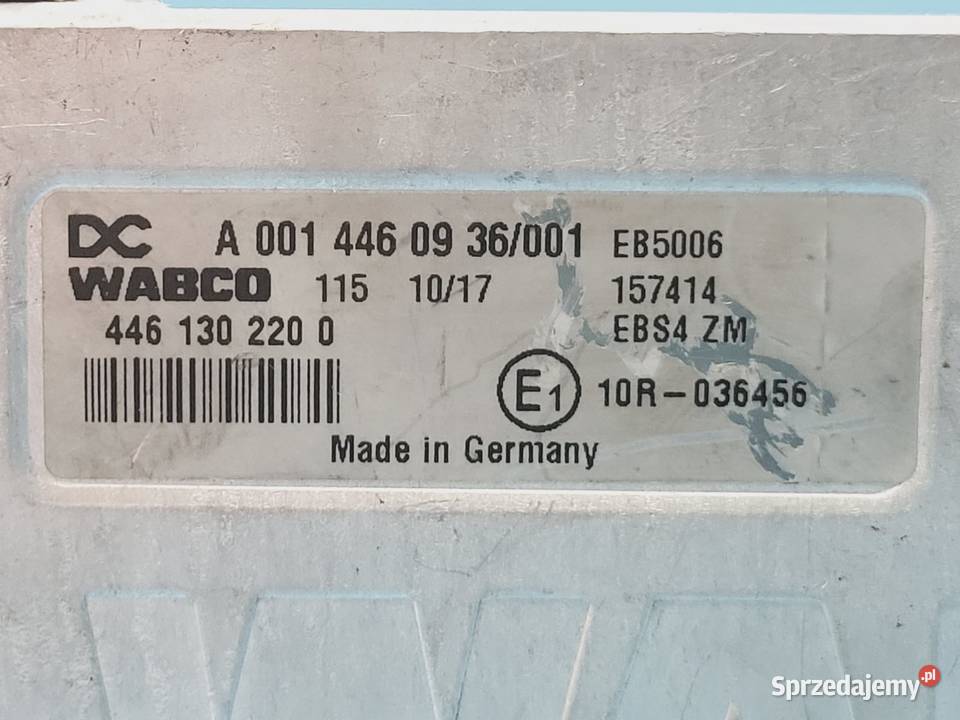 DC A 001 446 09 36/001 EB5006
WABCO 115 10/17 157414
446 130 220 0 EBS4 ZM
E1 10R-036456
Made in Germany
Sprzedajemy.pl